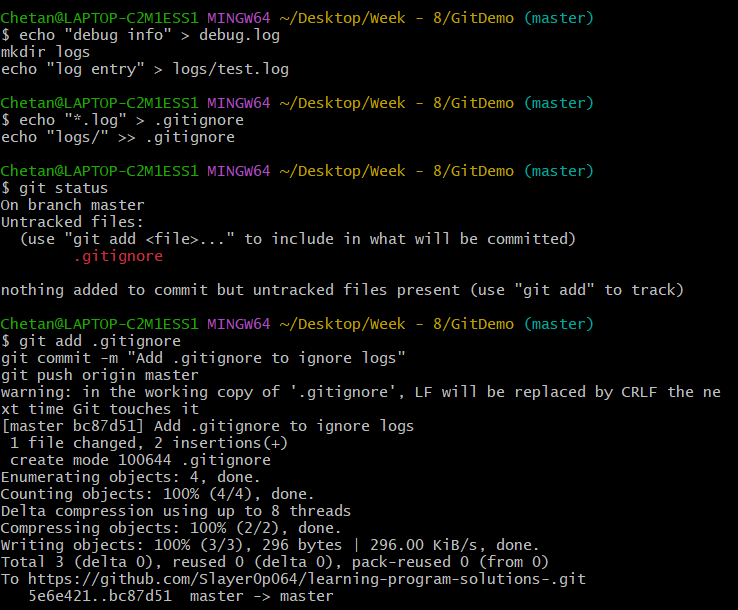 Chetan@LAPTOP-C2M1ESS1 MINGW64 ~/Desktop/Week - 8/GitDemo (master)
$ echo "debug info" > debug.log
mkdir logs
echo "log entry" > logs/test.log

Chetan@LAPTOP-C2M1ESS1 MINGW64 ~/Desktop/Week - 8/GitDemo (master)
$ echo "*.log" > .gitignore
echo "logs/" >> .gitignore

Chetan@LAPTOP-C2M1ESS1 MINGW64 ~/Desktop/Week - 8/GitDemo (master)
$ git status
On branch master
Untracked files:
  (use "git add <file>..." to include in what will be committed)
        .gitignore

nothing added to commit but untracked files present (use "git add" to track)

Chetan@LAPTOP-C2M1ESS1 MINGW64 ~/Desktop/Week - 8/GitDemo (master)
$ git add .gitignore
git commit -m "Add .gitignore to ignore logs"
git push origin master
warning: in the working copy of '.gitignore', LF will be replaced by CRLF the ne
xt time Git touches it
[master bc87d51] Add .gitignore to ignore logs
 1 file changed, 2 insertions(+)
 create mode 100644 .gitignore
Enumerating objects: 4, done.
Counting objects: 100% (4/4), done.
Delta compression using up to 8 threads
Compressing objects: 100% (2/2), done.
Writing objects: 100% (3/3), 296 bytes | 296.00 KiB/s, done.
Total 3 (delta 0), reused 0 (delta 0), pack-reused 0 (from 0)
To https://github.com/SlayerOp064/learning-program-solutions-.git
   5e6e421..bc87d51  master -> master